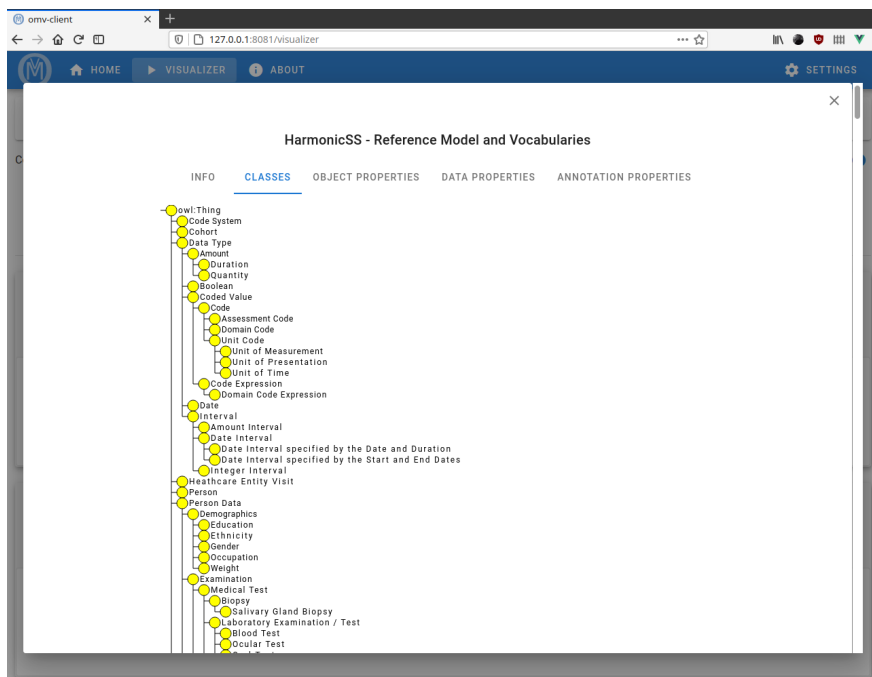 omv-client
127.0.0.1:8081/visualizer
HOME VISUALIZER ABOUT SETTINGS
HarmonicSS - Reference Model and Vocabularies
INFO CLASSES OBJECT PROPERTIES DATA PROPERTIES ANNOTATION PROPERTIES
owl:Thing
Code System
Cohort
Data Type
Amount
Duration
Quantity
Boolean
Coded Value
Code
Assessment Code
Domain Code
Unit Code
Unit of Measurement
Unit of Presentation
Unit of Time
Code Expression
Domain Code Expression
Date
Interval
Amount Interval
Date Interval
Date Interval specified by the Date and Duration
Date Interval specified by the Start and End Dates
Integer Interval
Heathcare Entity Visit
Person
Person Data
Demographics
Education
Ethnicity
Gender
Occupation
Weight
Examination
Medical Test
Biopsy
Salivary Gland Biopsy
Laboratory Examination / Test
Blood Test
Ocular Test